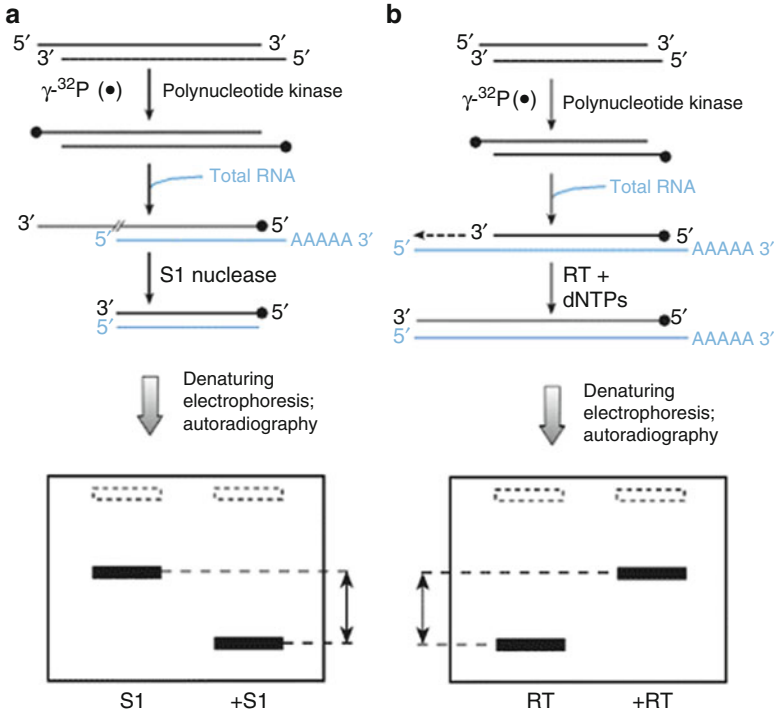 a
5′ 3′
3′ 5′
γ-³²P (•) Polynucleotide kinase
Total RNA
3′ 5′
5′ AAAAA 3′
S1 nuclease
3′ 5′
5′
Denaturing
electrophoresis;
autoradiography
S1 +S1
b
5′ 3′
3′ 5′
γ-³²P(•) Polynucleotide kinase
Total RNA
3′ 5′
5′ AAAAA 3′
RT +
dNTPs
3′ 5′
5′ AAAAA 3′
Denaturing
electrophoresis;
autoradiography
RT +RT